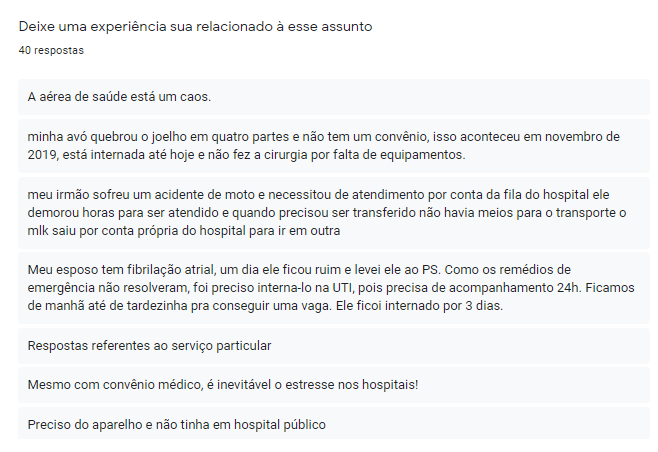 Deixe uma experiência sua relacionado à esse assunto
40 respostas
A aérea de saúde está um caos.
minha avó quebrou o joelho em quatro partes e não tem um convênio, isso aconteceu em novembro de
2019, está internada até hoje e não fez a cirurgia por falta de equipamentos.
meu irmão sofreu um acidente de moto e necessitou de atendimento por conta da fila do hospital ele
demorou horas para ser atendido e quando precisou ser transferido não havia meios para o transporte o
mlk saiu por conta própria do hospital para ir em outra
Meu esposo tem fibrilação atrial, um dia ele ficou ruim e levei ele ao PS. Como os remédios de
emergência não resolveram, foi preciso interna-lo na UTI, pois precisa de acompanhamento 24h. Ficamos
de manhã até de tardezinha pra conseguir uma vaga. Ele ficoi internado por 3 dias.
Respostas referentes ao serviço particular
Mesmo com convênio médico, é inevitável o estresse nos hospitais!
Preciso do aparelho e não tinha em hospital público